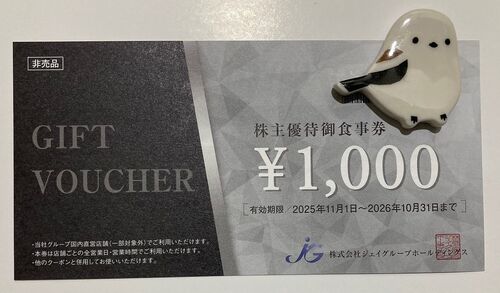 非売品
GIFT
VOUCHER
株主優待御食事券
¥1,000
[有効期限/2025年11月1日~2026年10月31日まで]
・当社グループ国内直営店舗(一部対象外)でご利用いただけます。
・本券は店舗ごとの全営業日・営業時間でご利用いただけます。
・他のクーポンと併用してお使いいただけます。
JG 株式会社ジェイグループホールディングス